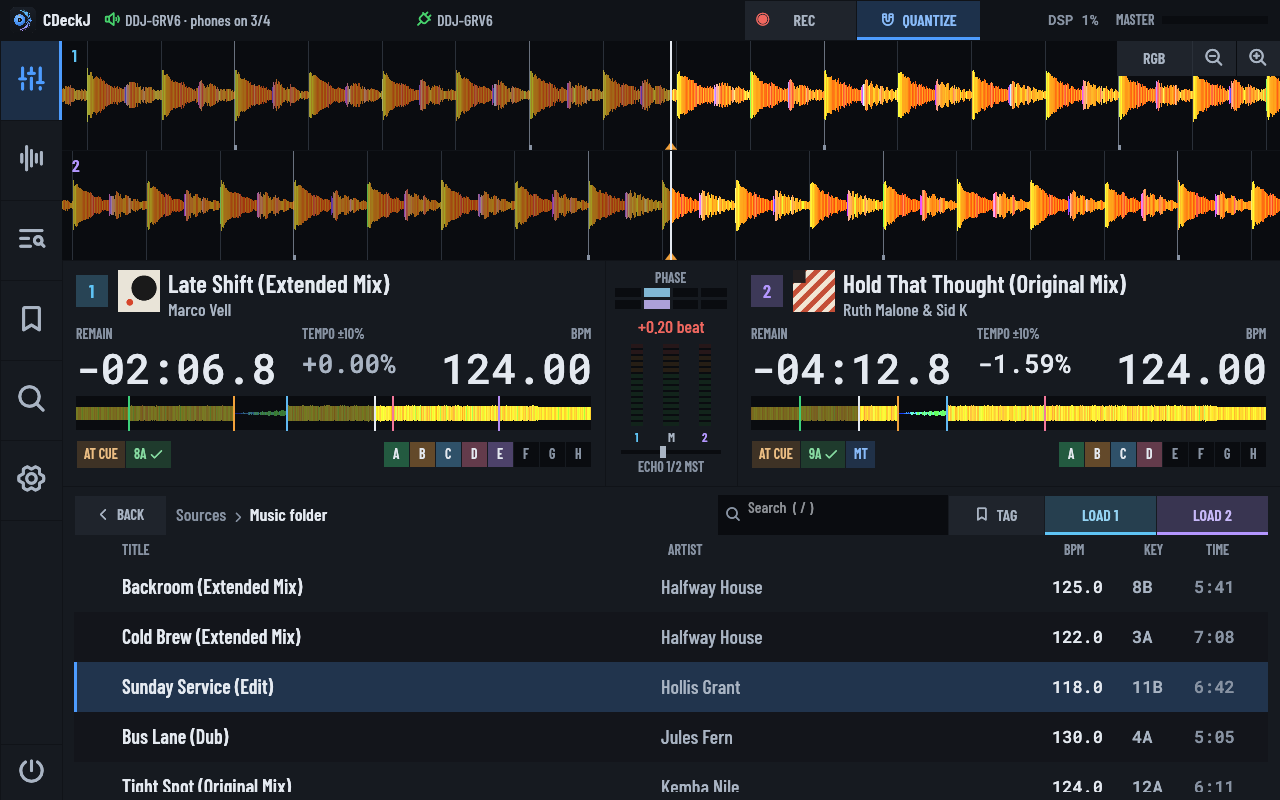 CDeckJ DDJ-GRV6 · phones on 3/4 DDJ-GRV6 REC QUANTIZE DSP 1% MASTER
1 RGB
2
1 Late Shift (Extended Mix) PHASE 2 Hold That Thought (Original Mix)
Marco Vell Ruth Malone & Sid K
+0.20 beat
REMAIN TEMPO ±10% BPM REMAIN TEMPO ±10% BPM
-02:06.8 +0.00% 124.00 -04:12.8 -1.59% 124.00
1 M 2
AT CUE 8A A B C D E F G H AT CUE 9A MT A B C D E F G H
ECHO 1/2 MST
BACK Sources > Music folder Search (/) TAG LOAD 1 LOAD 2
TITLE ARTIST BPM KEY TIME
Backroom (Extended Mix) Halfway House 125.0 8B 5:41
Cold Brew (Extended Mix) Halfway House 122.0 3A 7:08
Sunday Service (Edit) Hollis Grant 118.0 11B 6:42
Bus Lane (Dub) Jules Fern 130.0 4A 5:05
Tight Spot (Original Mix) Kemba Nile 124.0 12A 6:11